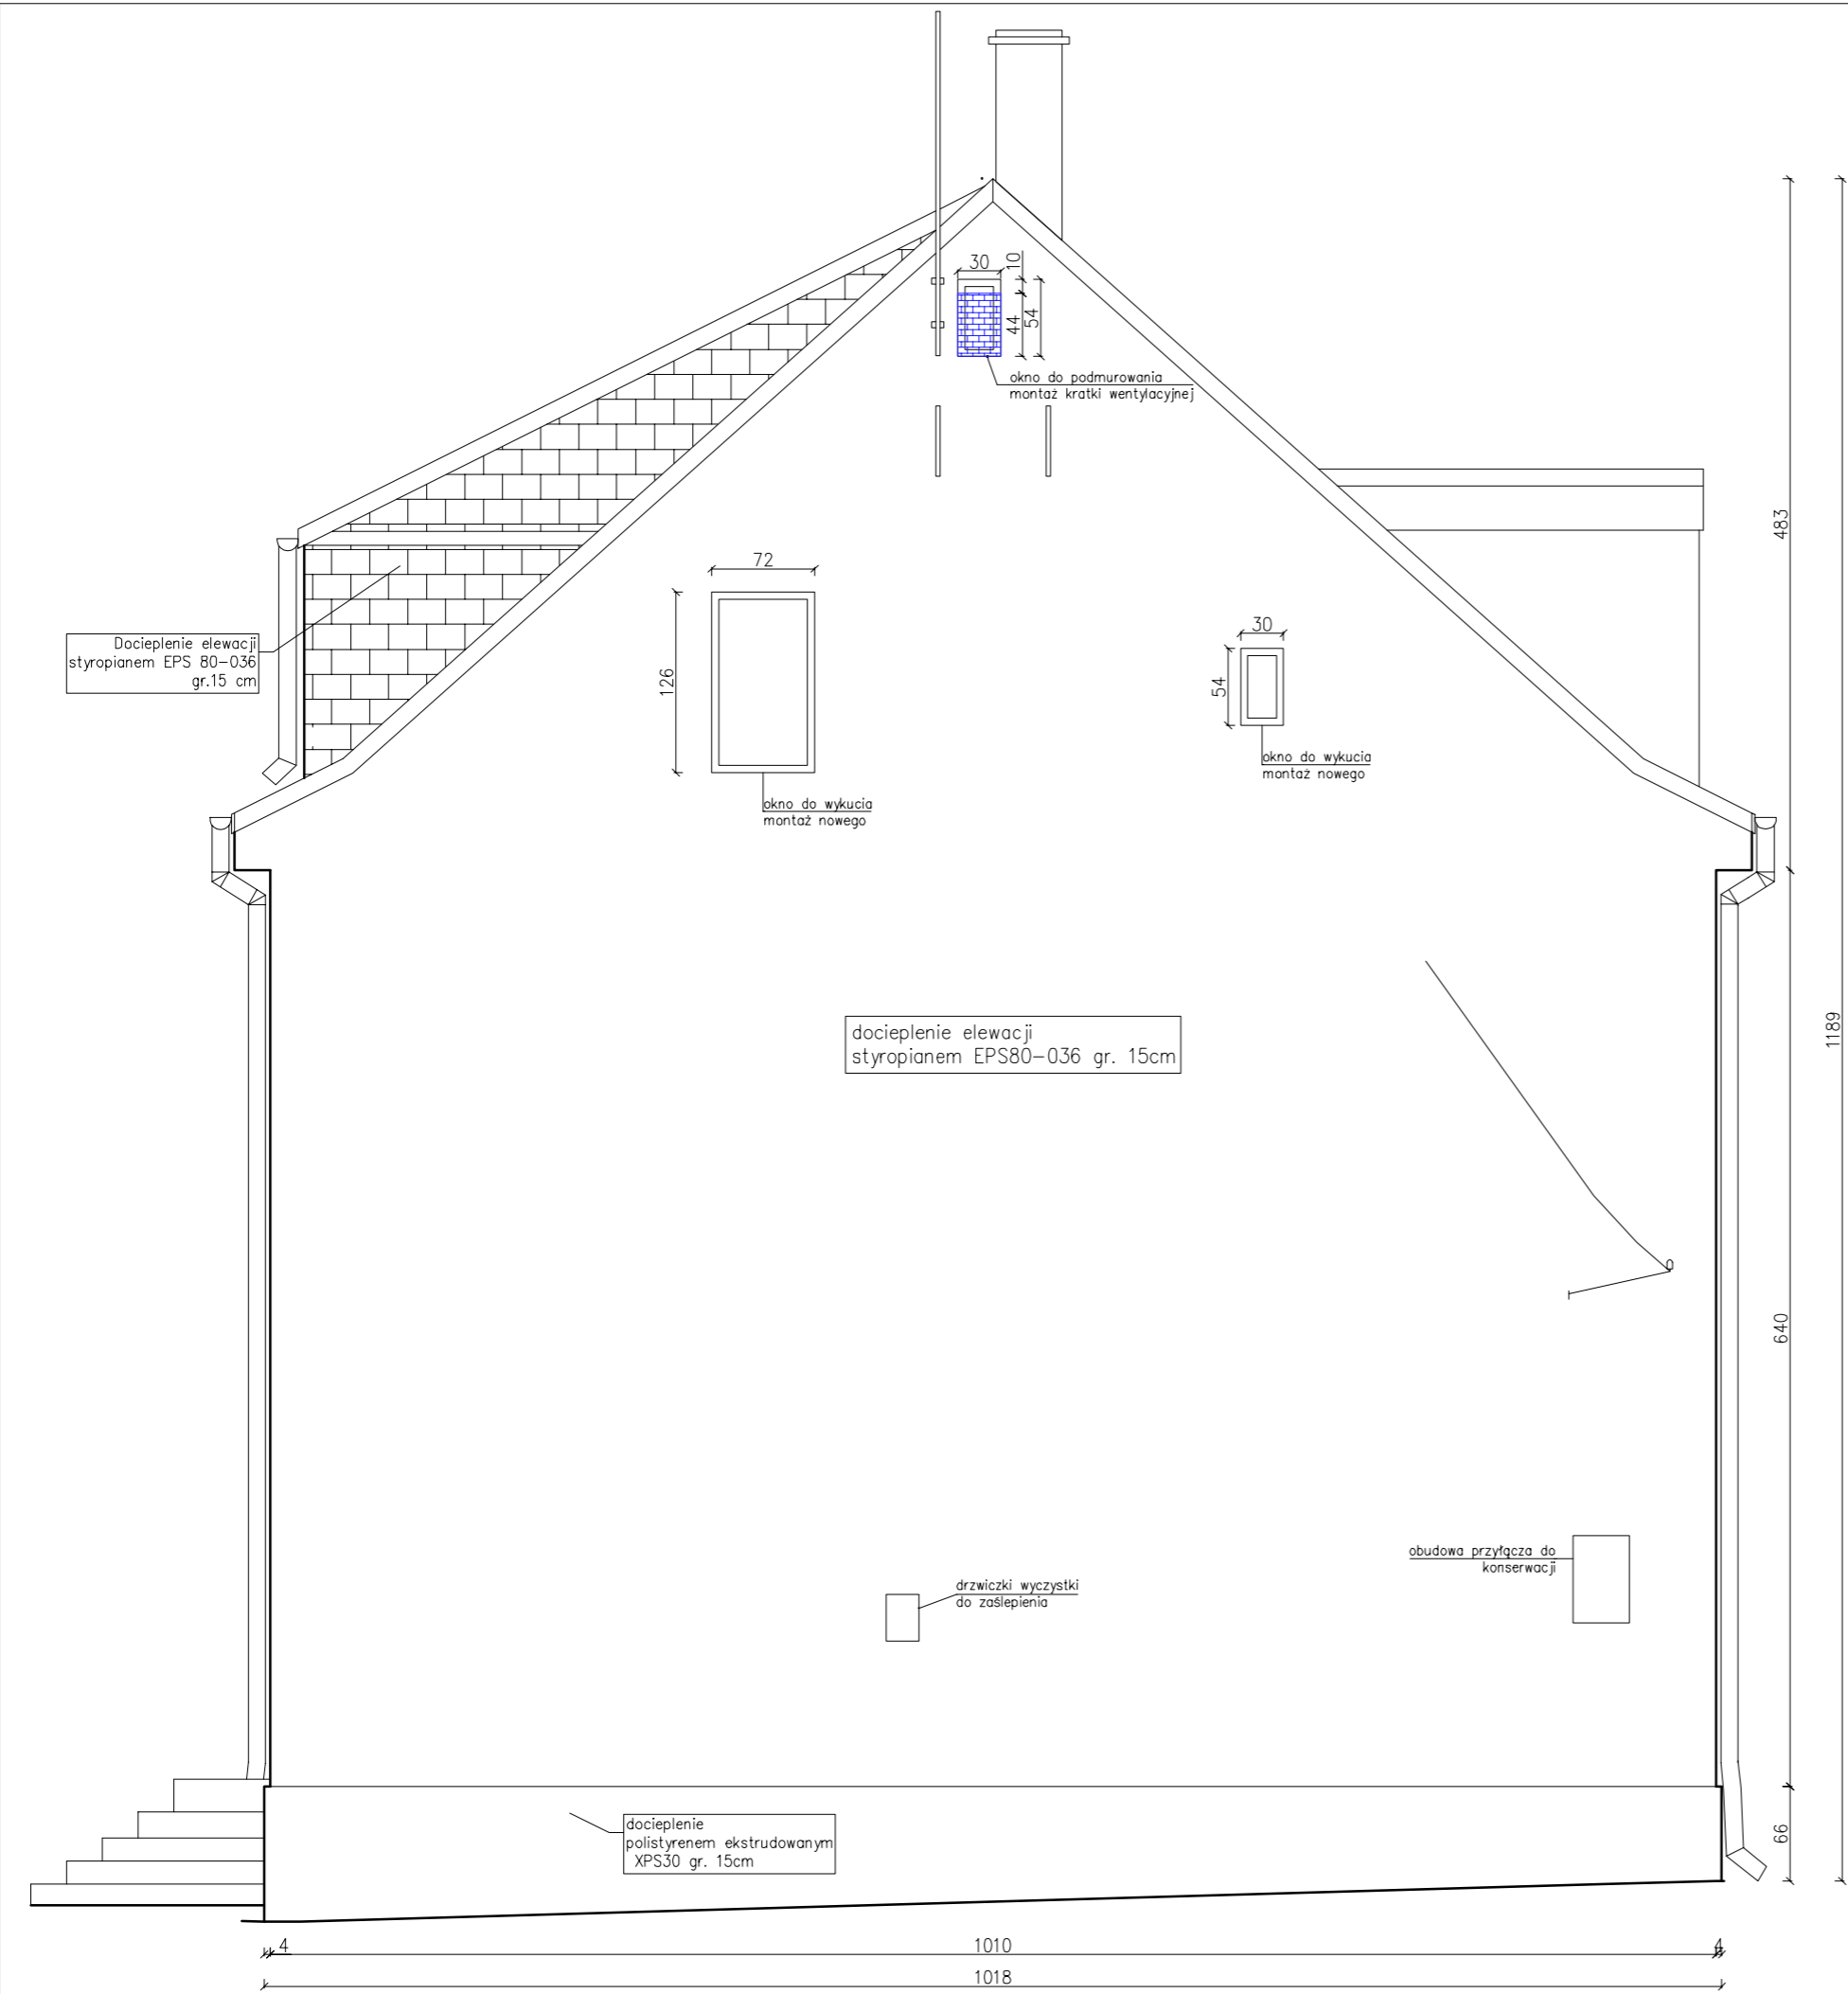 30
10
44
54
okno do podmurowania
montaż kratki wentylacyjnej
483
72
126
Docieplenie elewacji
styropianem EPS 80-036
gr.15 cm
30
54
okno do wykucia
montaż nowego
okno do wykucia
montaż nowego
docieplenie elewacji
styropianem EPS80-036 gr. 15cm
1189
640
obudowa przyłącza do
konserwacji
drzwiczki wyczystki
do zaślepienia
docieplenie
polistyrenem ekstrudowanym
XPS30 gr. 15cm
66
4
1010
4
1018